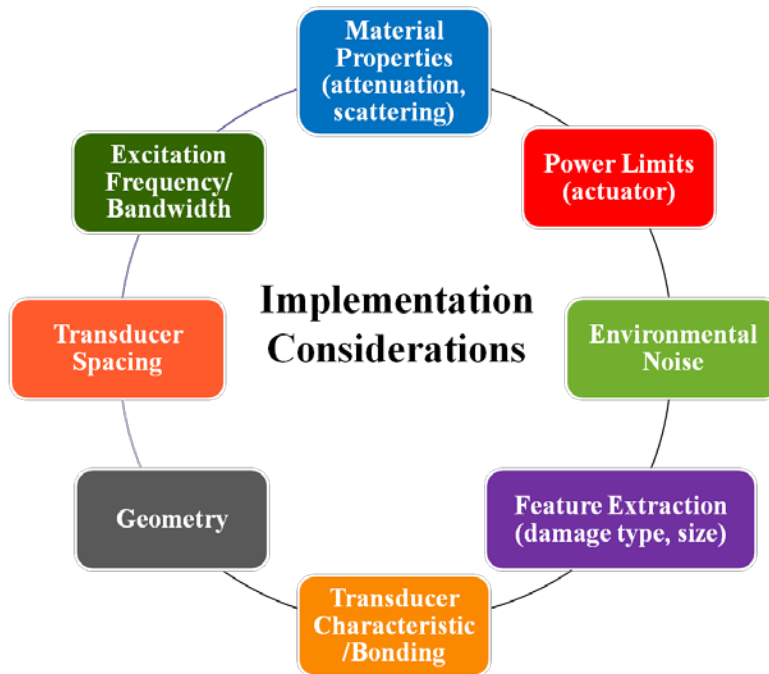 Material
Properties
(attenuation,
scattering)
Power Limits
(actuator)
Environmental
Noise
Feature Extraction
(damage type, size)
Transducer
Characteristic
/Bonding
Geometry
Transducer
Spacing
Excitation
Frequency/
Bandwidth
Implementation
Considerations